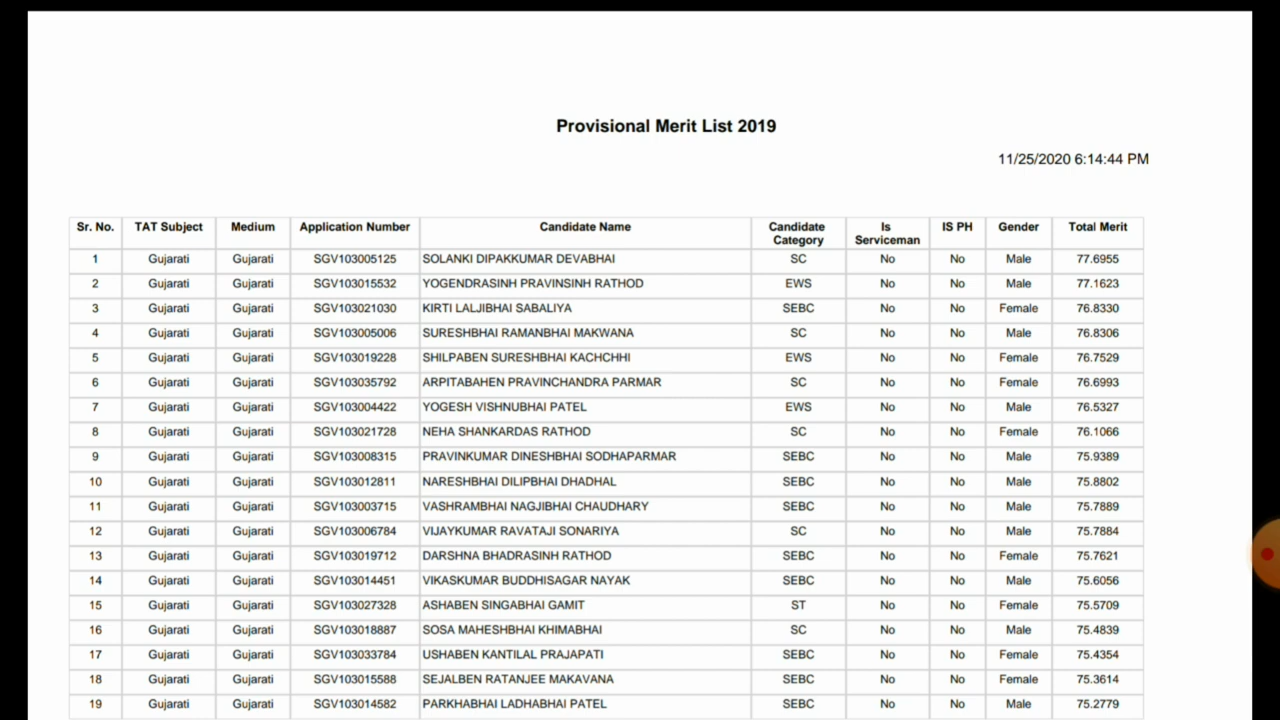 Provisional Merit List 2019
11/25/2020 6:14:44 PM
Sr. No. TAT Subject Medium Application Number Candidate Name Candidate Category Is Serviceman IS PH Gender Total Merit
1 Gujarati Gujarati SGV103005125 SOLANKI DIPAKKUMAR DEVABHAI SC No No Male 77.6955
2 Gujarati Gujarati SGV103015532 YOGENDRASINH PRAVINSINH RATHOD EWS No No Male 77.1623
3 Gujarati Gujarati SGV103021030 KIRTI LALJIBHAI SABALIYA SEBC No No Female 76.8330
4 Gujarati Gujarati SGV103005006 SURESHBHAI RAMANBHAI MAKWANA SC No No Male 76.8306
5 Gujarati Gujarati SGV103019228 SHILPABEN SURESHBHAI KACHCHHI EWS No No Female 76.7529
6 Gujarati Gujarati SGV103035792 ARPITABAHEN PRAVINCHANDRA PARMAR SC No No Female 76.6993
7 Gujarati Gujarati SGV103004422 YOGESH VISHNUBHAI PATEL EWS No No Male 76.5327
8 Gujarati Gujarati SGV103021728 NEHA SHANKARDAS RATHOD SC No No Female 76.1066
9 Gujarati Gujarati SGV103008315 PRAVINKUMAR DINESHBHAI SODHAPARMAR SEBC No No Male 75.9389
10 Gujarati Gujarati SGV103012811 NARESHBHAI DILIPBHAI DHADHAL SEBC No No Male 75.8802
11 Gujarati Gujarati SGV103003715 VASHRAMBHAI NAGJIBHAI CHAUDHARY SEBC No No Male 75.7889
12 Gujarati Gujarati SGV103006784 VIJAYKUMAR RAVATAJI SONARIYA SC No No Male 75.7884
13 Gujarati Gujarati SGV103019712 DARSHNA BHADRASINH RATHOD SEBC No No Female 75.7621
14 Gujarati Gujarati SGV103014451 VIKASKUMAR BUDDHISAGAR NAYAK SEBC No No Male 75.6056
15 Gujarati Gujarati SGV103027328 ASHABEN SINGABHAI GAMIT ST No No Female 75.5709
16 Gujarati Gujarati SGV103018887 SOSA MAHESHBHAI KHIMABHAI SC No No Male 75.4839
17 Gujarati Gujarati SGV103033784 USHABEN KANTILAL PRAJAPATI SEBC No No Female 75.4354
18 Gujarati Gujarati SGV103015588 SEJALBEN RATANJEE MAKAVANA SEBC No No Female 75.3614
19 Gujarati Gujarati SGV103014582 PARKHABHAI LADHABHAI PATEL SEBC No No Male 75.2779